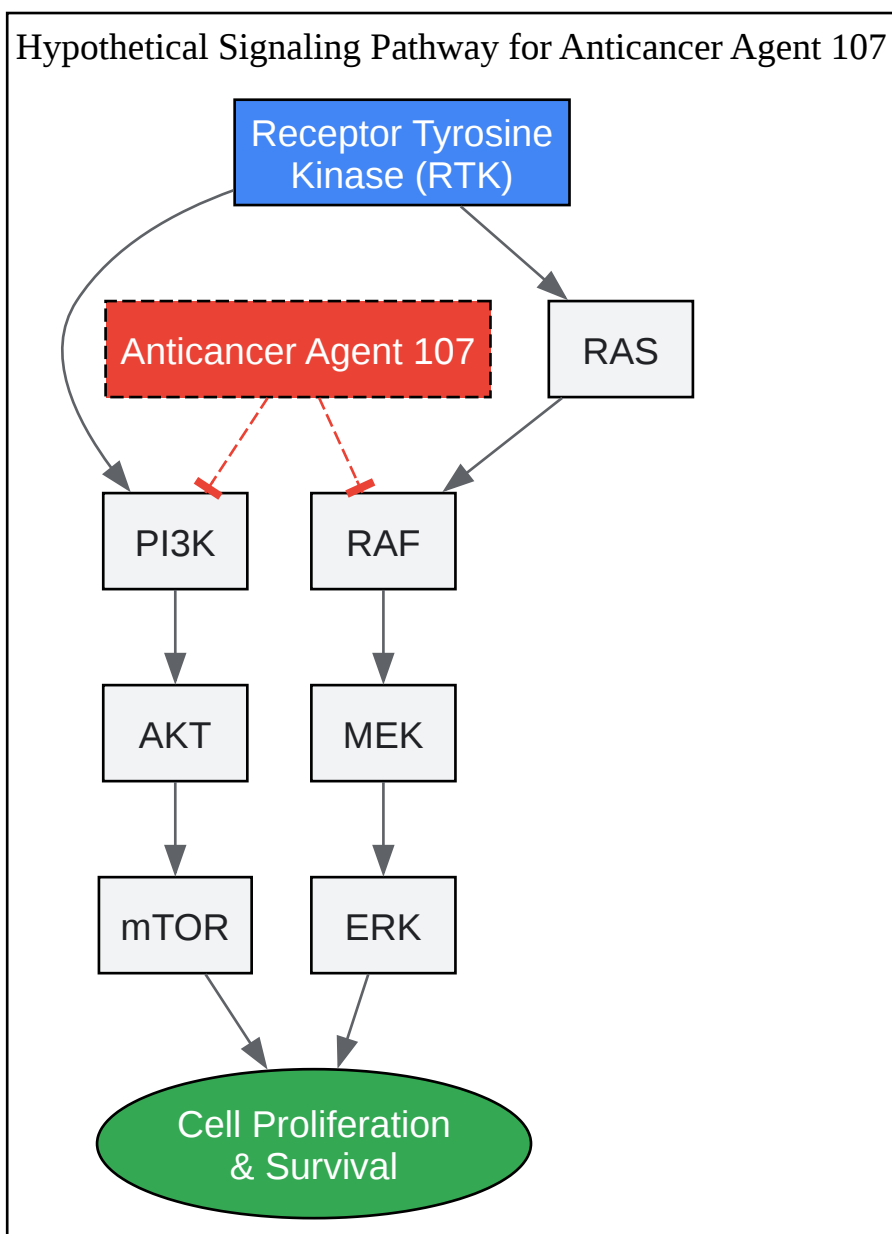 Hypothetical Signaling Pathway for Anticancer Agent 107
Receptor Tyrosine
Kinase (RTK)
Anticancer Agent 107
RAS
PI3K
RAF
AKT
MEK
mTOR
ERK
Cell Proliferation
& Survival